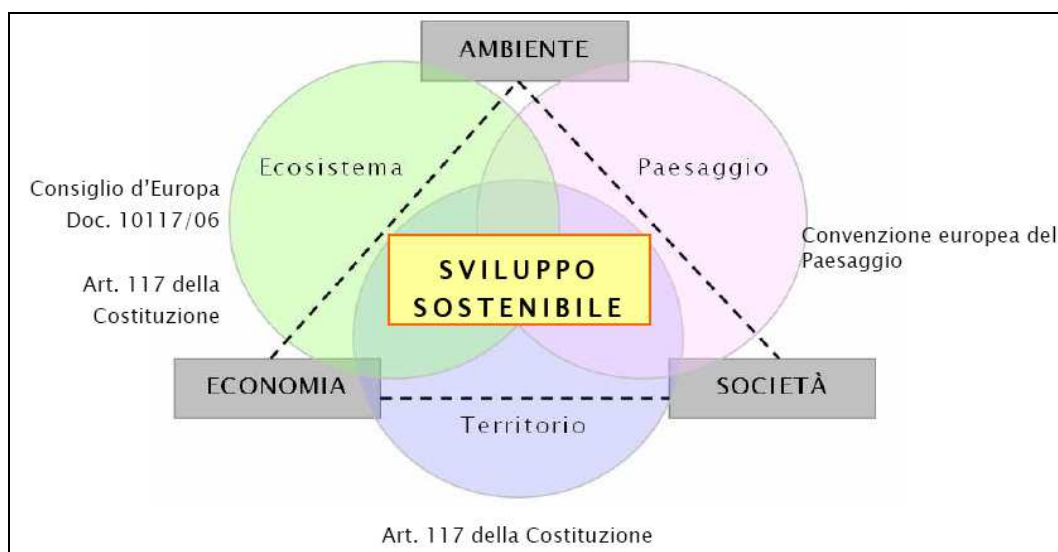 AMBIENTE
Ecosistema
Paesaggio
Consiglio d'Europa
Doc. 10117/06
Convenzione europea del
Paesaggio
SVILUPPO
SOSTENIBILE
Art. 117 della
Costituzione
ECONOMIA
SOCIETÀ
Territorio
Art. 117 della Costituzione